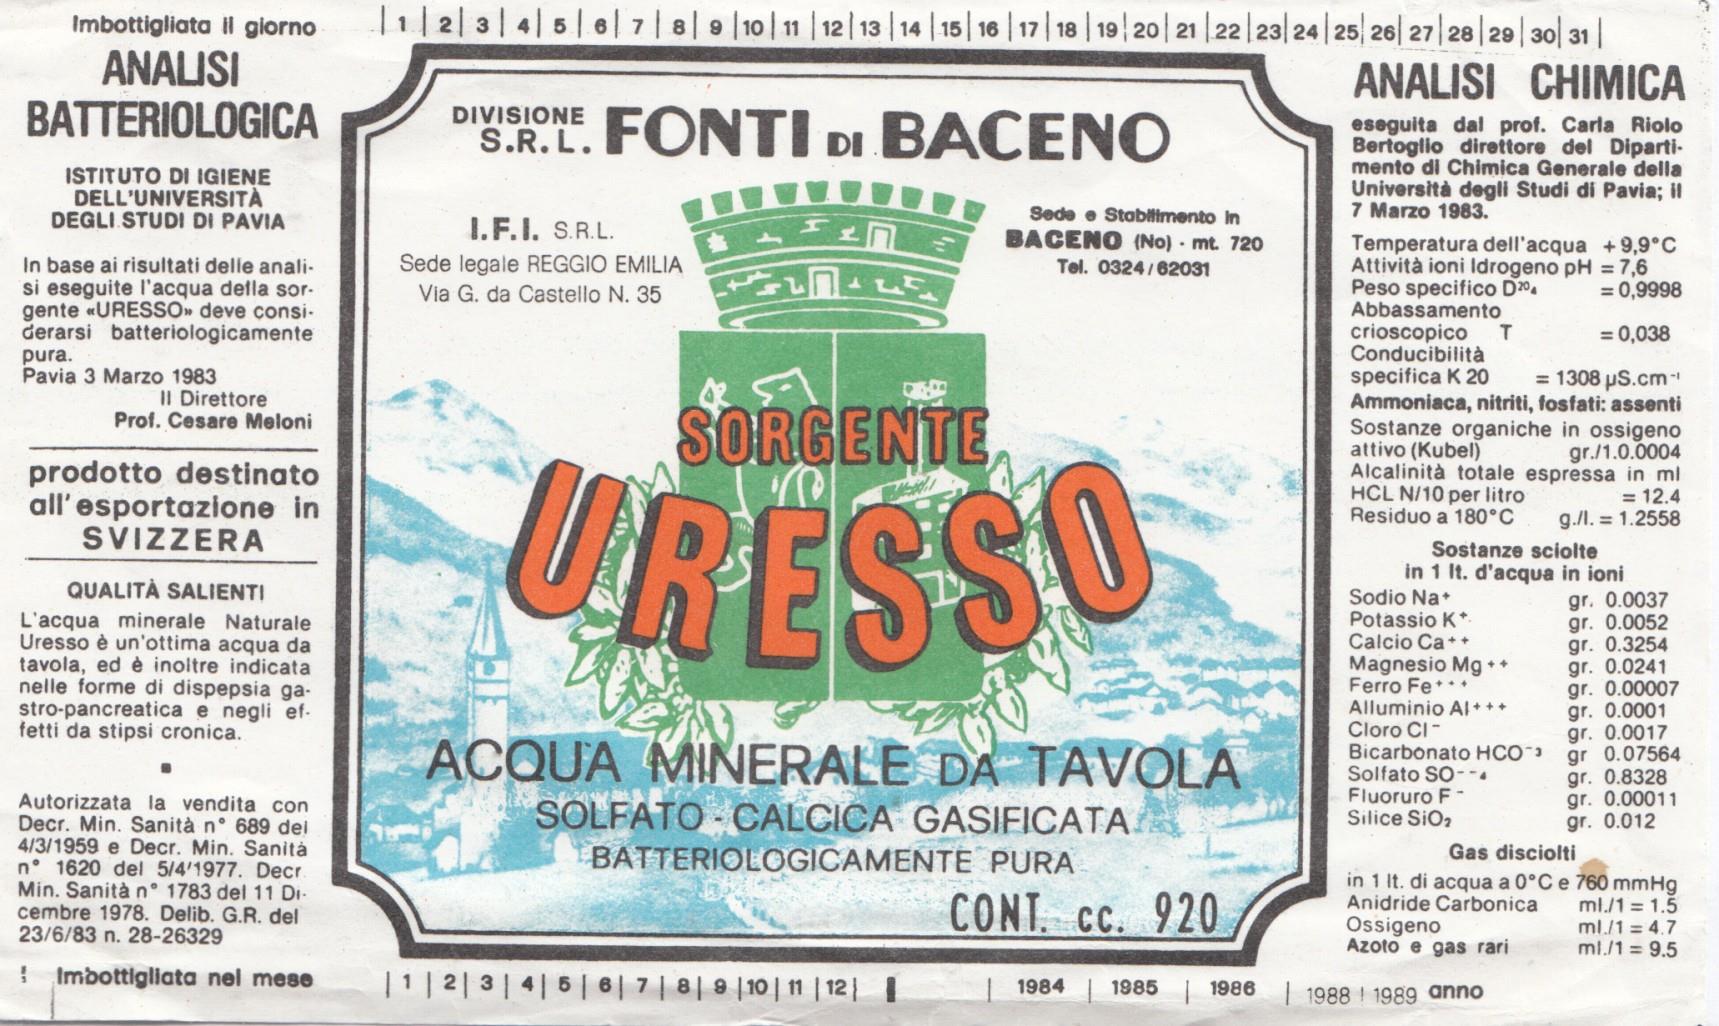 Imbottigliata il giorno
| 1 | 2 | 3 | 4 | 5 | 6 | 7 | 8 | 9 | 10 | 11 | 12 | 13 | 14 | 15 | 16 | 17 | 18 | 19 | 20 | 21 | 22 | 23 | 24 | 25 | 26 | 27 | 28 | 29 | 30 | 31 |
ANALISI
BATTERIOLOGICA
ISTITUTO DI IGIENE
DELL'UNIVERSITÀ
DEGLI STUDI DI PAVIA
In base ai risultati delle anali-
si eseguite l'acqua della sor-
gente «URESSO» deve consi-
derarsi batteriologicamente
pura.
Pavia 3 Marzo 1983
Il Direttore
Prof. Cesare Meloni
prodotto destinato
all'esportazione in
SVIZZERA
QUALITÀ SALIENTI
L'acqua minerale Naturale
Uresso è un'ottima acqua da
tavola, ed è inoltre indicata
nelle forme di dispepsia ga-
stro-pancreatica e negli ef-
fetti da stipsi cronica.
Autorizzata la vendita con
Decr. Min. Sanità n° 689 del
4/3/1959 e Decr. Min. Sanità
n° 1620 del 5/4/1977. Decr
Min. Sanità n° 1783 del 11 Di-
cembre 1978. Delib. G.R. del
23/6/83 n. 28-26329
DIVISIONE
S.R.L. FONTI DI BACENO
I.F.I. S.R.L.
Sede legale REGGIO EMILIA
Via G. da Castello N. 35
Sede e Stabilimento in
BACENO (No) - mt. 720
Tel. 0324/62031
SORGENTE
URESSO
ACQUA MINERALE DA TAVOLA
SOLFATO - CALCICA GASIFICATA
BATTERIOLOGICAMENTE PURA
CONT. cc. 920
ANALISI CHIMICA
eseguita dal prof. Carla Riolo
Bertoglio direttore del Diparti-
mento di Chimica Generale della
Università degli Studi di Pavia; il
7 Marzo 1983.
Temperatura dell'acqua +9,9°C
Attività ioni Idrogeno pH = 7,6
Peso specifico D²⁰₄ = 0,9998
Abbassamento
crioscopico T = 0,038
Conducibilità
specifica K 20 = 1308 µS.cm⁻¹
Ammoniaca, nitriti, fosfati: assenti
Sostanze organiche in ossigeno
attivo (Kubel) gr./1.0.0004
Alcalinità totale espressa in ml
HCL N/10 per litro = 12.4
Residuo a 180°C g./l. = 1.2558
Sostanze sciolte
in 1 lt. d'acqua in ioni
Sodio Na⁺ gr. 0.0037
Potassio K⁺ gr. 0.0052
Calcio Ca⁺⁺ gr. 0.3254
Magnesio Mg⁺⁺ gr. 0.0241
Ferro Fe⁺⁺⁺ gr. 0.00007
Alluminio Al⁺⁺⁺ gr. 0.0001
Cloro Cl⁻ gr. 0.0017
Bicarbonato HCO⁻³ gr 0.07564
Solfato SO⁻⁻₄ gr. 0.8328
Fluoruro F⁻ gr. 0.00011
Silice SiO₂ gr. 0.012
Gas disciolti
in 1 lt. di acqua a 0°C e 760 mmHg
Anidride Carbonica ml./1 = 1.5
Ossigeno ml./1 = 4.7
Azoto e gas rari ml./1 = 9.5
Imbottigliata nel mese
| 1 | 2 | 3 | 4 | 5 | 6 | 7 | 8 | 9 | 10 | 11 | 12 | | 1984 | 1985 | 1986 | 1988 | 1989 anno